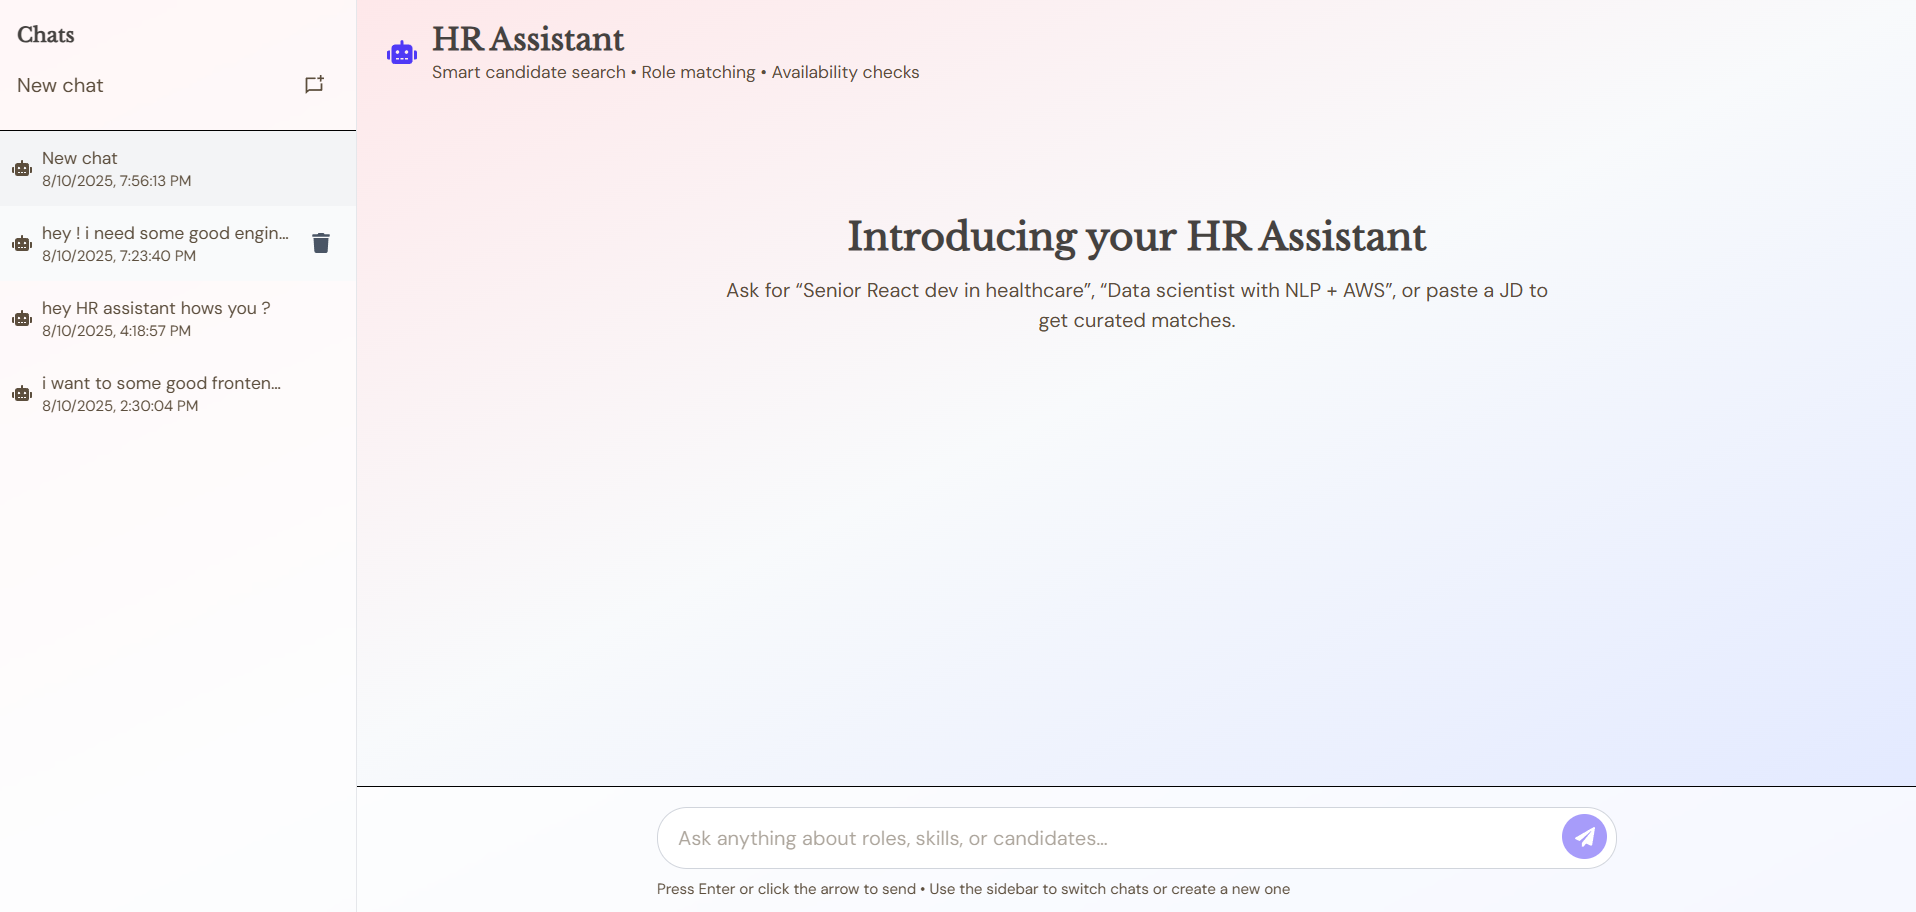 Chats
New chat
New chat
8/10/2025, 7:56:13 PM
hey ! i need some good engin...
8/10/2025, 7:23:40 PM
hey HR assistant hows you ?
8/10/2025, 4:18:57 PM
i want to some good fronten...
8/10/2025, 2:30:04 PM
HR Assistant
Smart candidate search • Role matching • Availability checks
Introducing your HR Assistant
Ask for “Senior React dev in healthcare”, “Data scientist with NLP + AWS”, or paste a JD to
get curated matches.
Ask anything about roles, skills, or candidates…
Press Enter or click the arrow to send • Use the sidebar to switch chats or create a new one